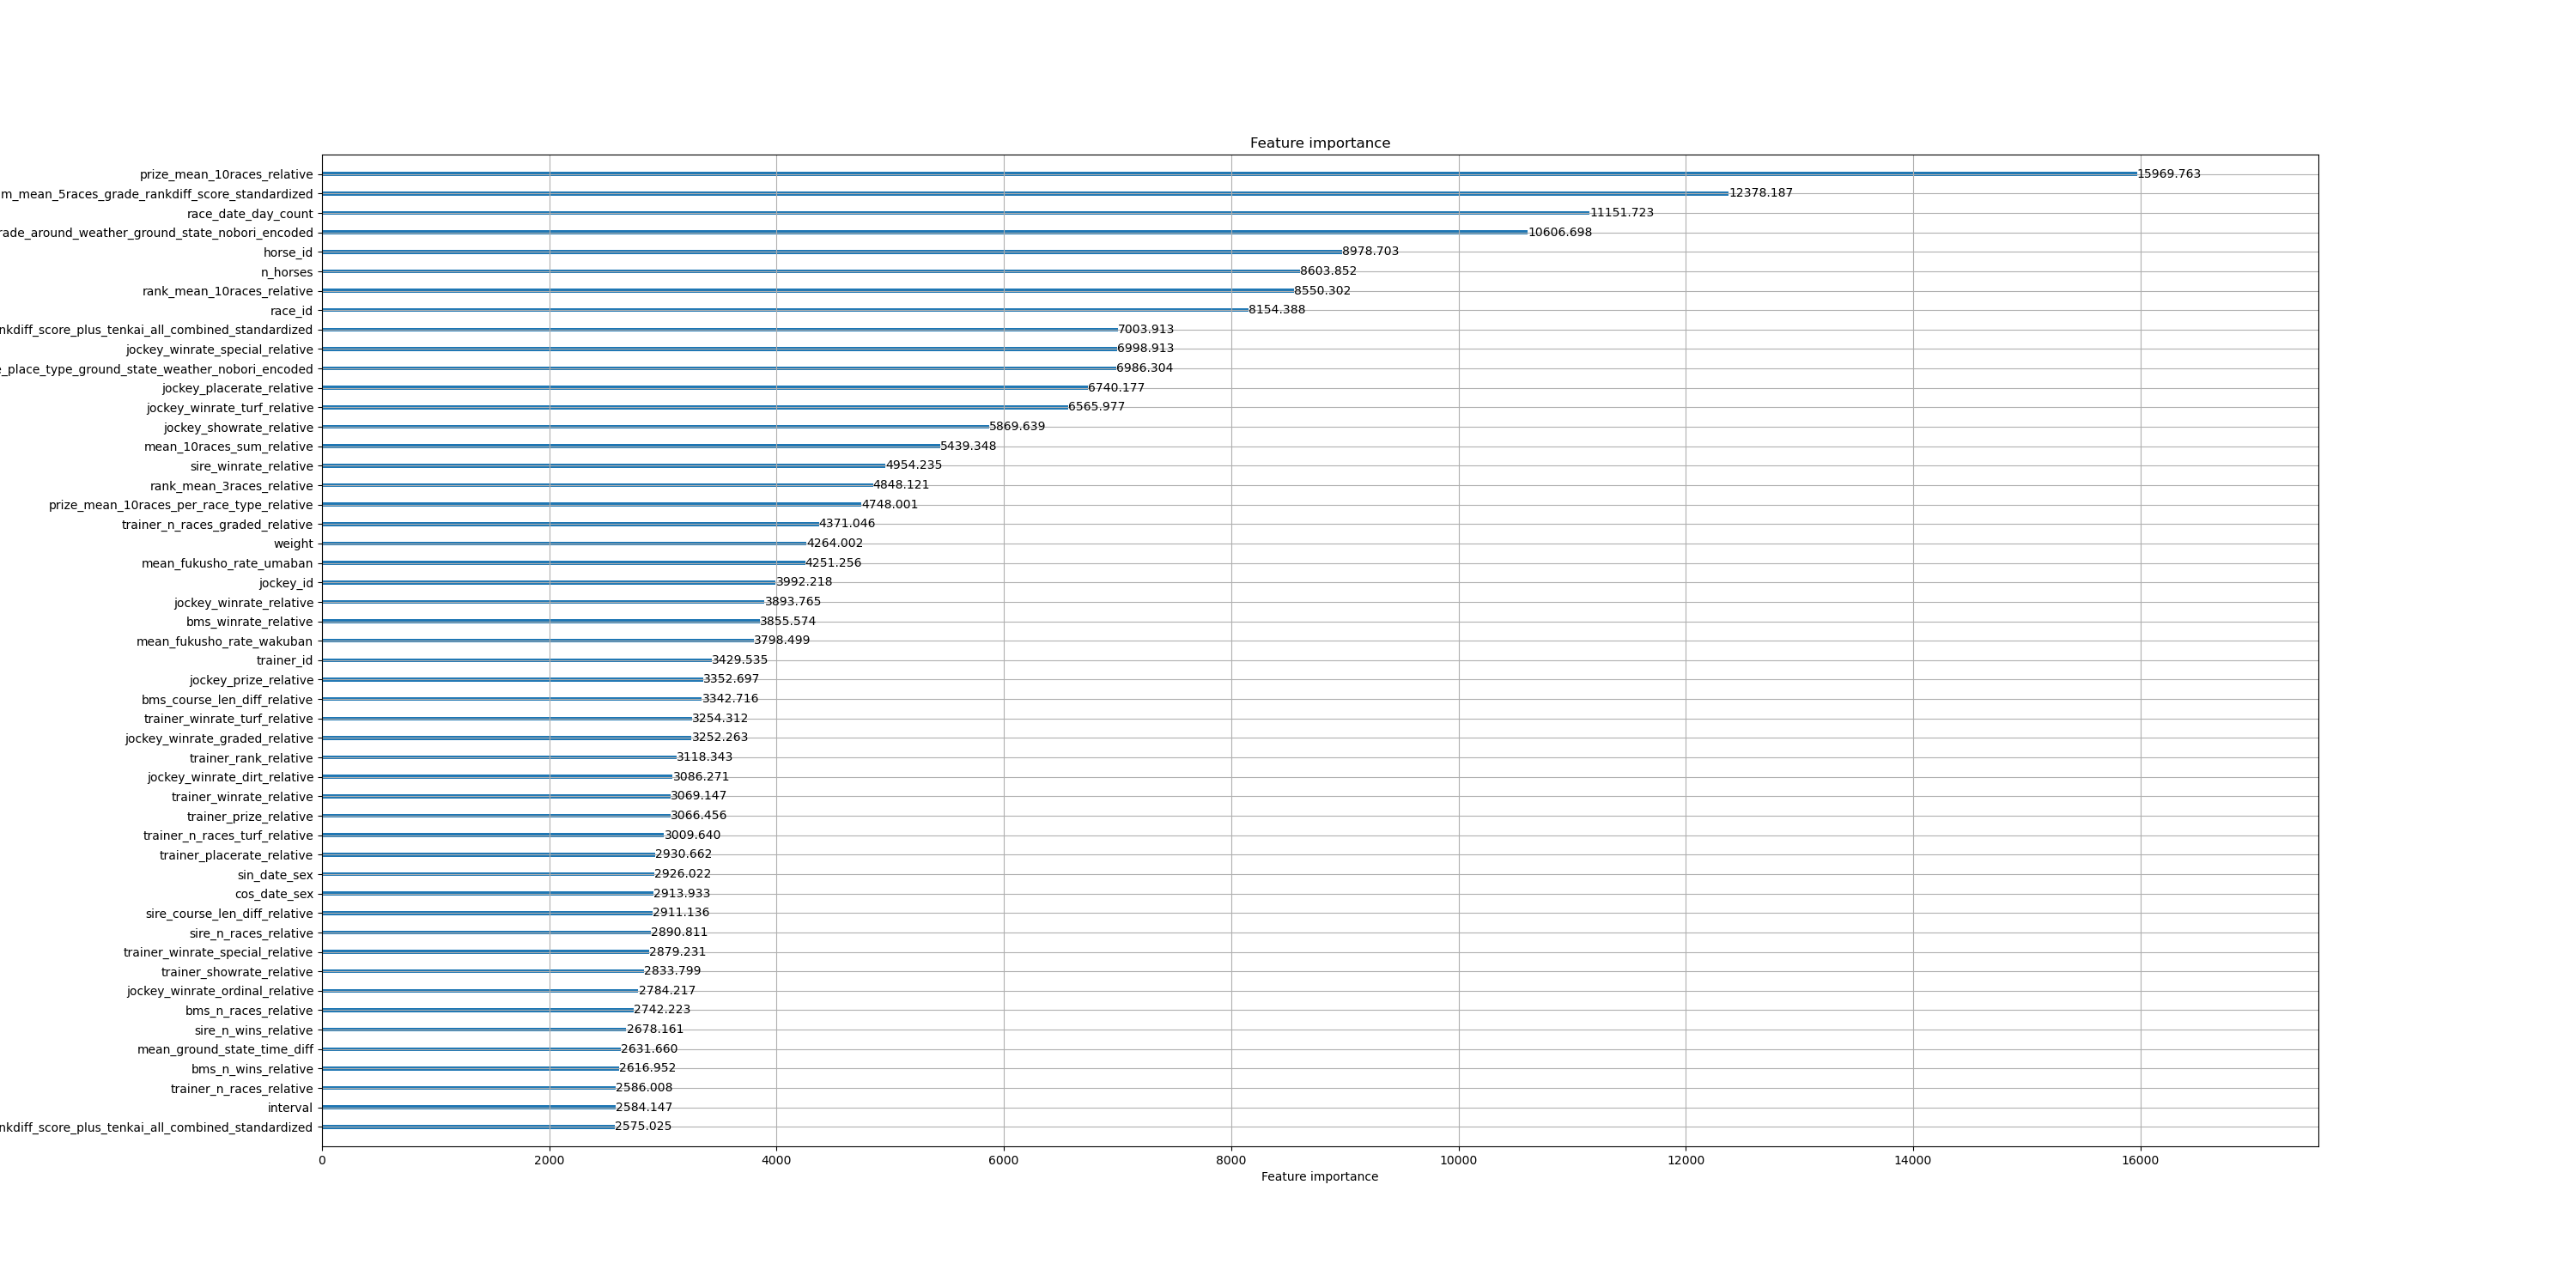 Feature importance
prize_mean_10races_relative 15969.763
m_mean_5races_grade_rankdiff_score_standardized 12378.187
race_date_day_count 11151.723
rade_around_weather_ground_state_nobori_encoded 10606.698
horse_id 8978.703
n_horses 8603.852
rank_mean_10races_relative 8550.302
race_id 8154.388
nkdiff_score_plus_tenkai_all_combined_standardized 7003.913
jockey_winrate_special_relative 6998.913
_place_type_ground_state_weather_nobori_encoded 6986.304
jockey_placerate_relative 6740.177
jockey_winrate_turf_relative 6565.977
jockey_showrate_relative 5869.639
mean_10races_sum_relative 5439.348
sire_winrate_relative 4954.235
rank_mean_3races_relative 4848.121
prize_mean_10races_per_race_type_relative 4748.001
trainer_n_races_graded_relative 4371.046
weight 4264.002
mean_fukusho_rate_umaban 4251.256
jockey_id 3992.218
jockey_winrate_relative 3893.765
bms_winrate_relative 3855.574
mean_fukusho_rate_wakuban 3798.499
trainer_id 3429.535
jockey_prize_relative 3352.697
bms_course_len_diff_relative 3342.716
trainer_winrate_turf_relative 3254.312
jockey_winrate_graded_relative 3252.263
trainer_rank_relative 3118.343
jockey_winrate_dirt_relative 3086.271
trainer_winrate_relative 3069.147
trainer_prize_relative 3066.456
trainer_n_races_turf_relative 3009.640
trainer_placerate_relative 2930.662
sin_date_sex 2926.022
cos_date_sex 2913.933
sire_course_len_diff_relative 2911.136
sire_n_races_relative 2890.811
trainer_winrate_special_relative 2879.231
trainer_showrate_relative 2833.799
jockey_winrate_ordinal_relative 2784.217
bms_n_races_relative 2742.223
sire_n_wins_relative 2678.161
mean_ground_state_time_diff 2631.660
bms_n_wins_relative 2616.952
trainer_n_races_relative 2586.008
interval 2584.147
nkdiff_score_plus_tenkai_all_combined_standardized 2575.025
0 2000 4000 6000 8000 10000 12000 14000 16000
Feature importance